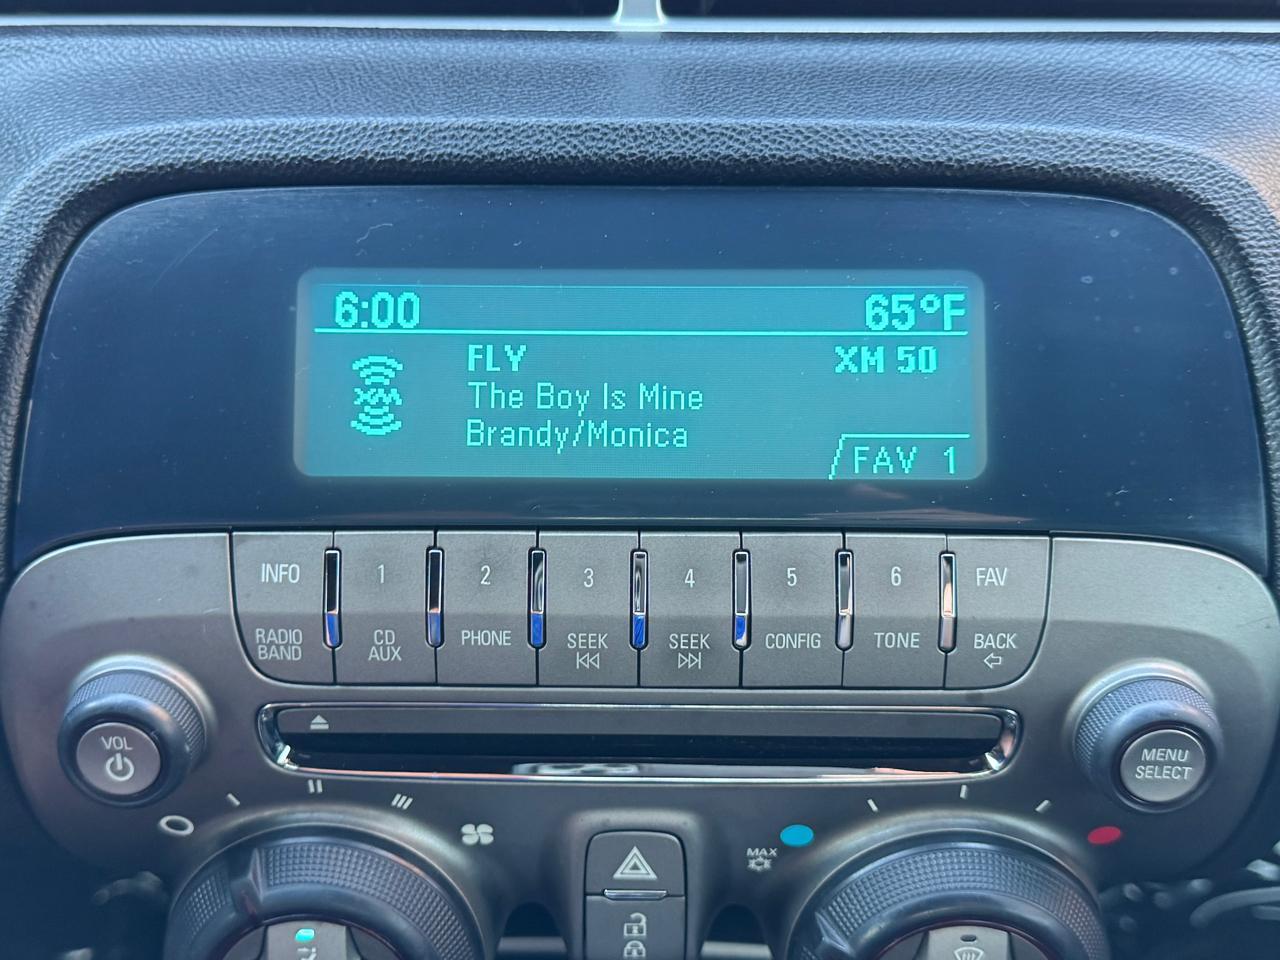 6:00 65°F
FLY XM 50
XM
The Boy Is Mine
Brandy/Monica
FAV 1
INFO 1 2 3 4 5 6 FAV
RADIO BAND CD AUX PHONE SEEK SEEK CONFIG TONE BACK
VOL
MENU SELECT
MAX